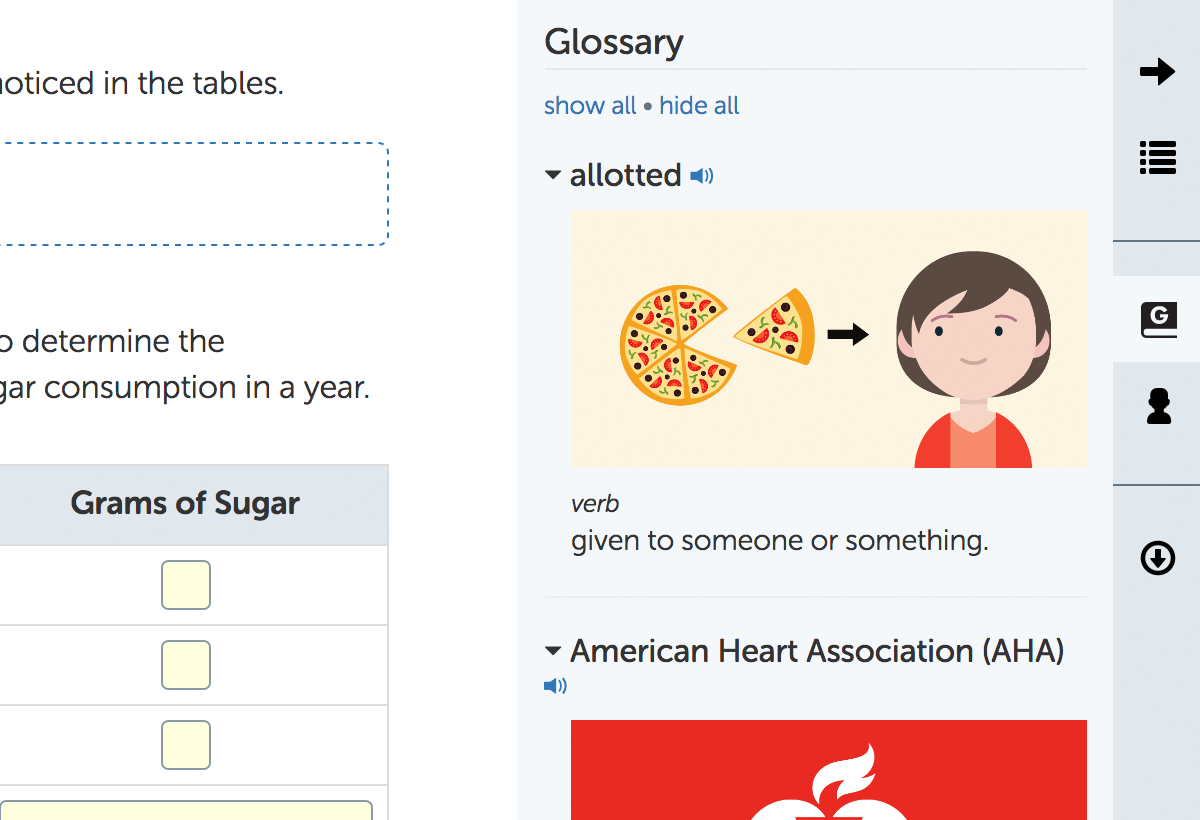 noticed in the tables.
determine the
consumption in a year.
Grams of Sugar
Glossary
show all • hide all
allotted
verb
given to someone or something.
American Heart Association (AHA)
G